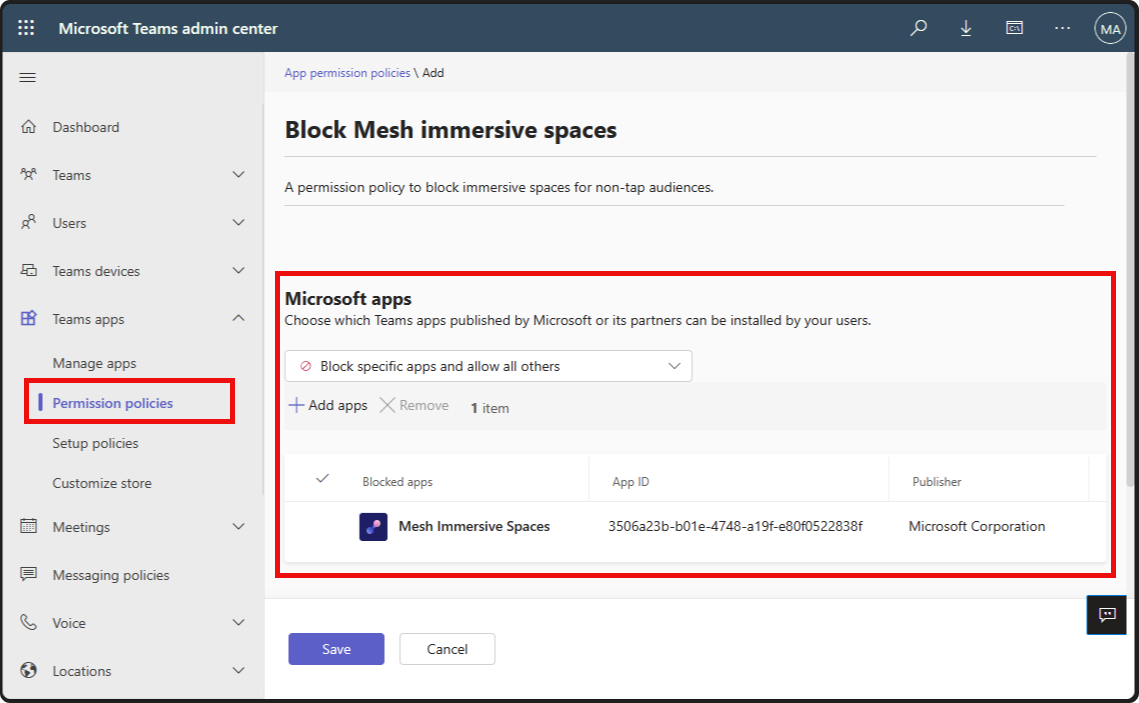 Microsoft Teams admin center
C:\
MA
App permission policies \ Add
Dashboard
Teams
Users
Teams devices
Teams apps
Manage apps
Permission policies
Setup policies
Customize store
Meetings
Messaging policies
Voice
Locations
Block Mesh immersive spaces
A permission policy to block immersive spaces for non-tap audiences.
Microsoft apps
Choose which Teams apps published by Microsoft or its partners can be installed by your users.
Block specific apps and allow all others
Add apps Remove 1 item
Blocked apps App ID Publisher
Mesh Immersive Spaces 3506a23b-b01e-4748-a19f-e80f0522838f Microsoft Corporation
Save Cancel